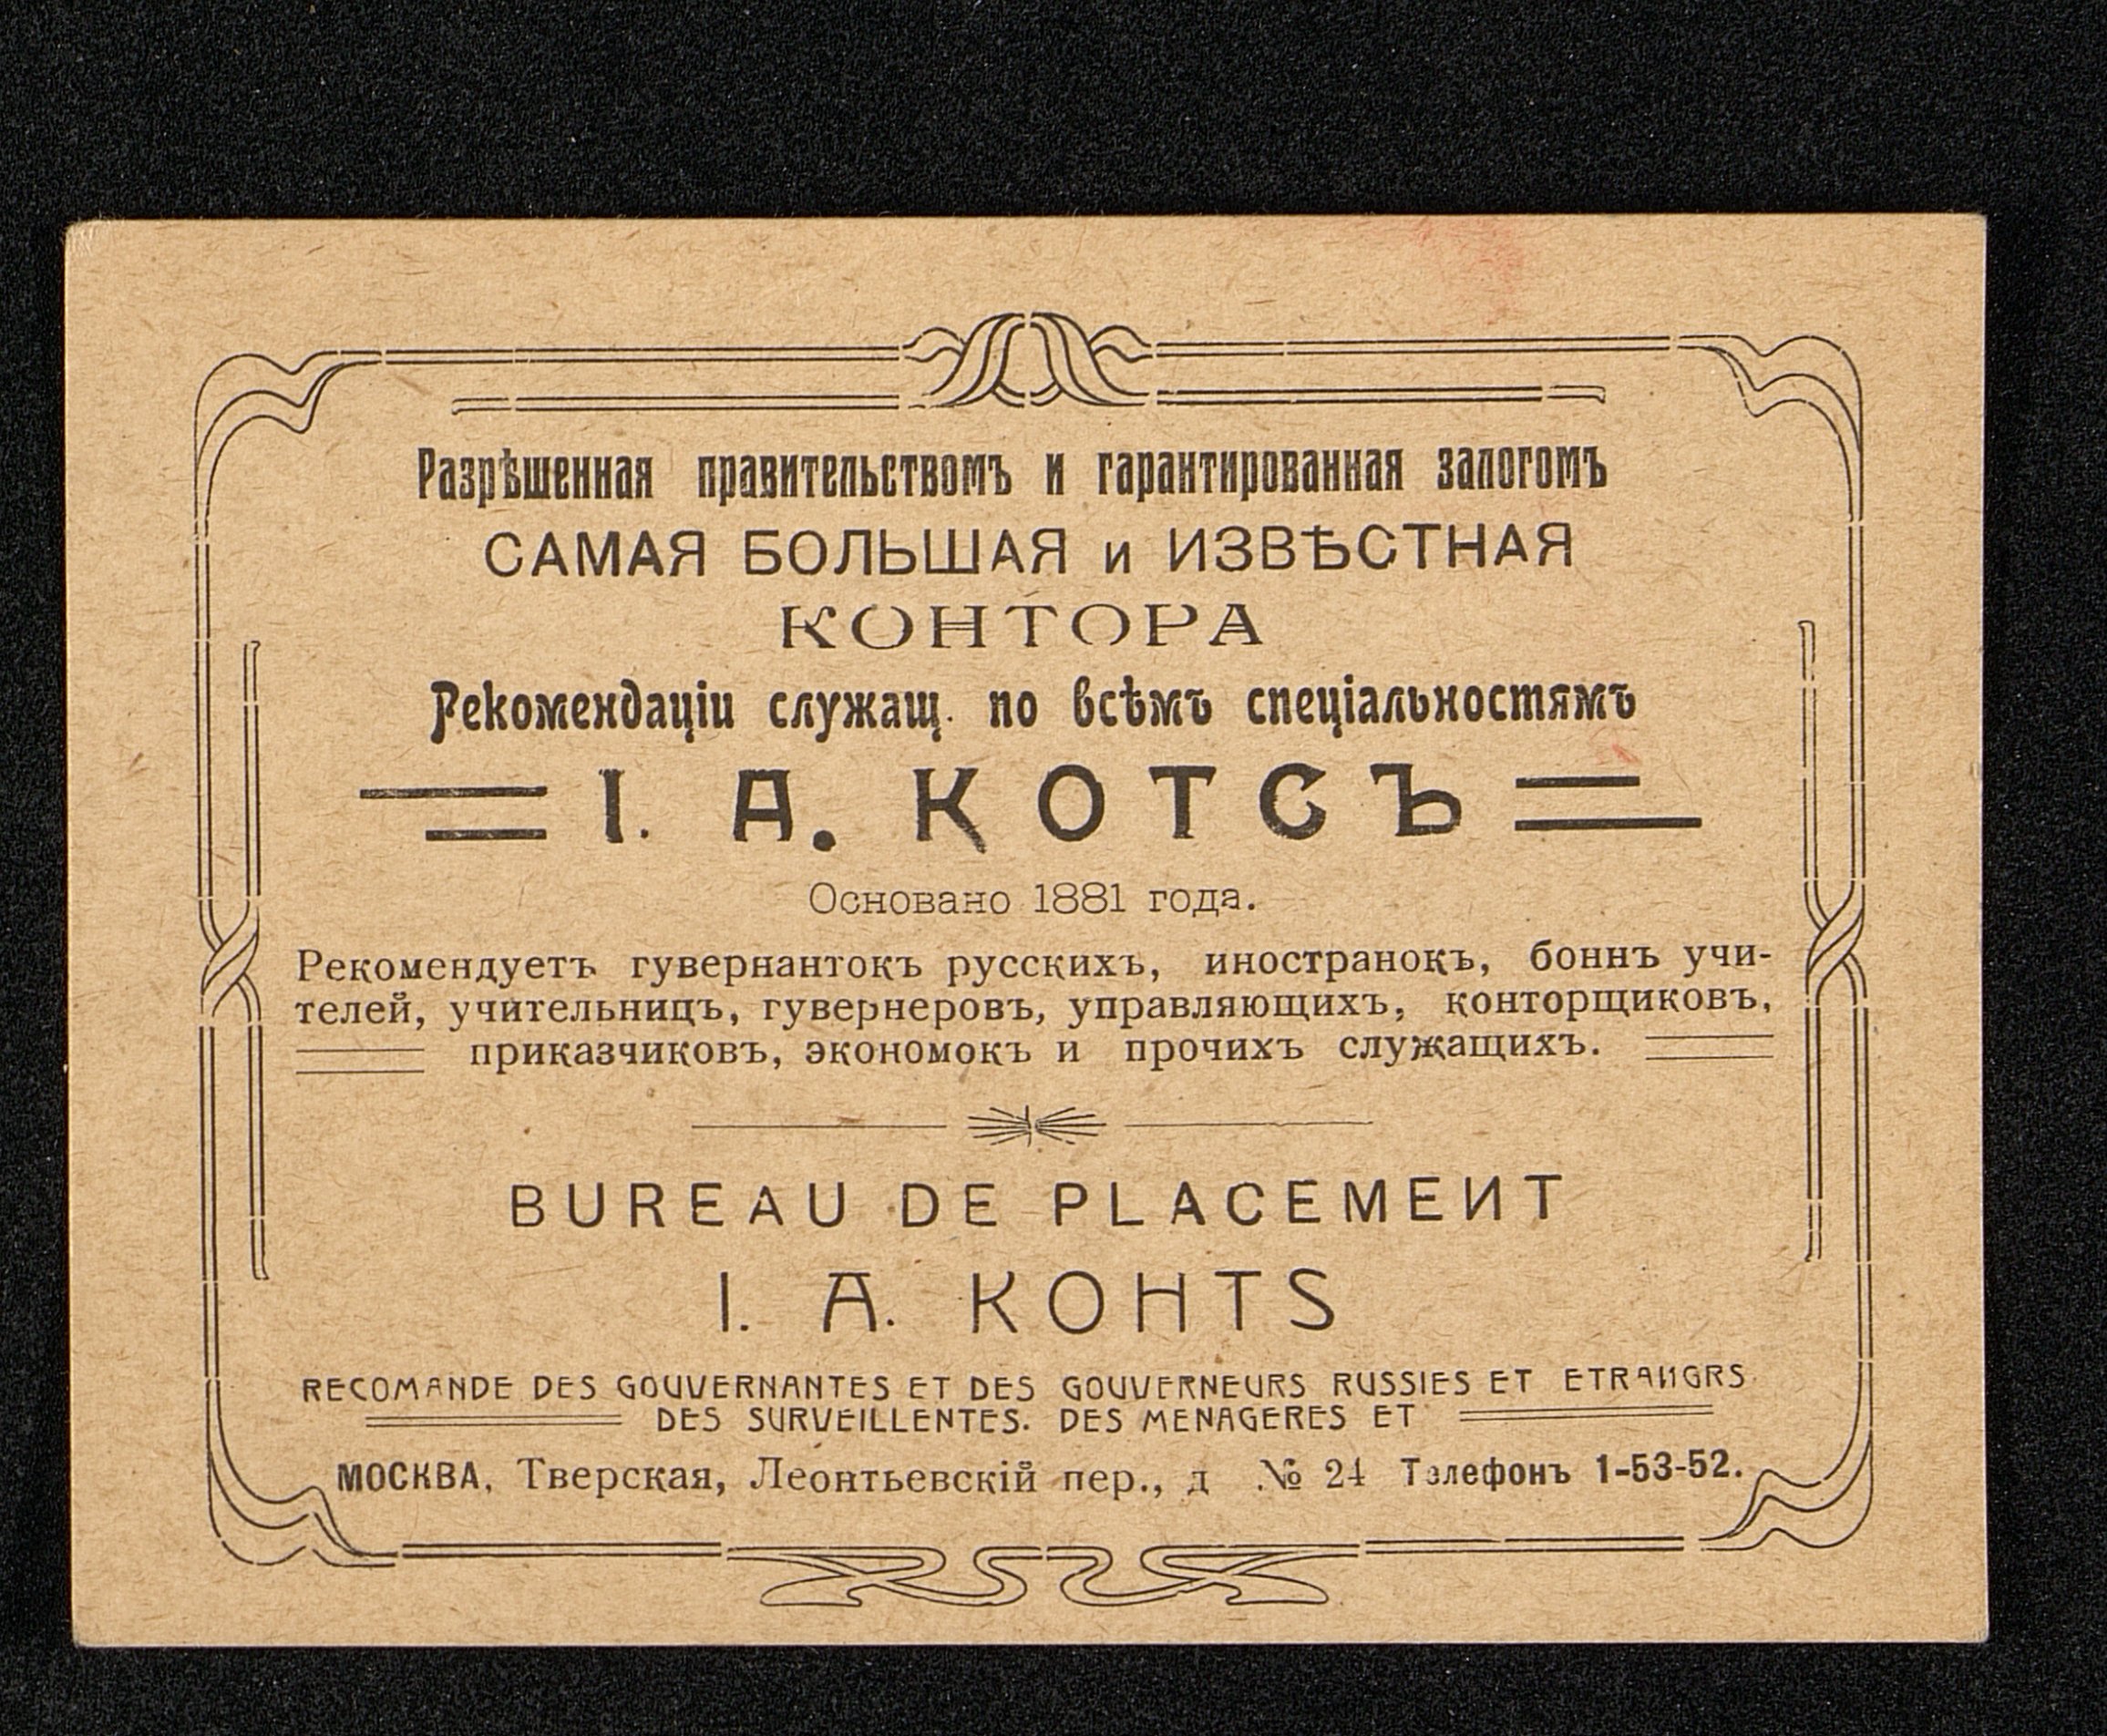 Разрѣшенная правительствомъ и гарантированная залогомъ
САМАЯ БОЛЬШАЯ и ИЗВѢСТНАЯ
КОНТОРА
Рекомендаціи служащ. по всѣмъ спеціальностямъ
І. А. КОТСЪ
Основано 1881 года.
Рекомендуетъ гувернантокъ русскихъ, иностранокъ, боннъ учи-
телей, учительницъ, гувернеровъ, управляющихъ, конторщиковъ,
приказчиковъ, экономокъ и прочихъ служащихъ.
BUREAU DE PLACEMEИT
I. A. KOHTS
RECOMANDE DES GOUVERNANTES ET DES GOUVERNEURS RUSSIES ET ETRAИGRS.
DES SURVEILLENTES. DES MENAGERES ET
МОСКВА, Тверская, Леонтьевскій пер., д № 24 Телефонъ 1-53-52.